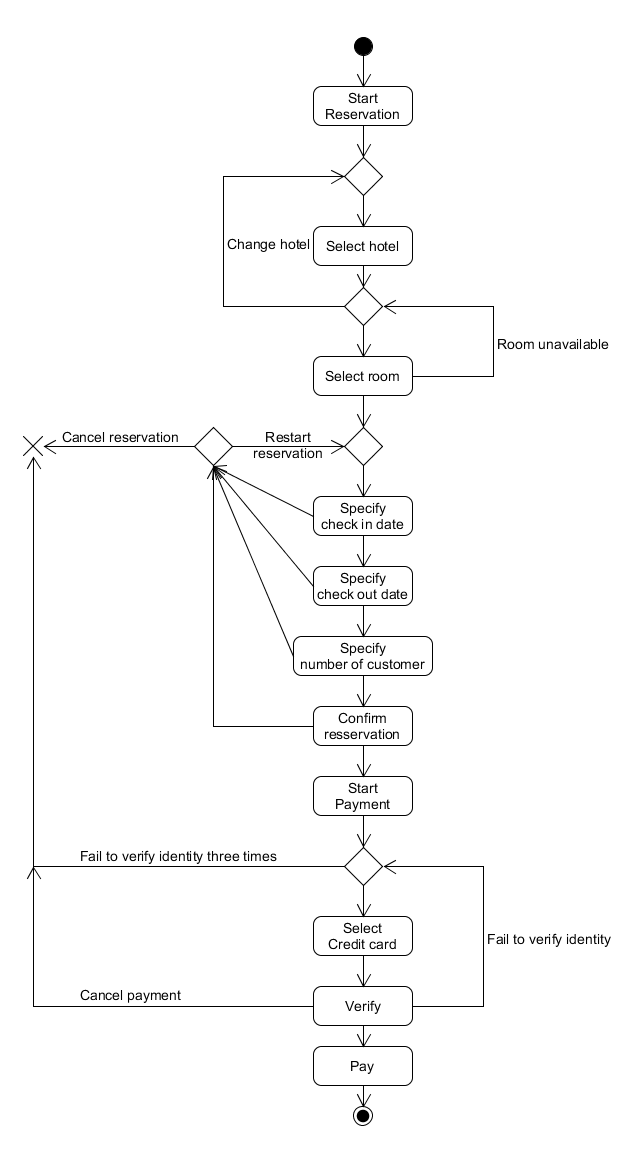 Start
Reservation
Change hotel
Select hotel
Room unavailable
Select room
Cancel reservation
Restart
reservation
Specify
check in date
Specify
check out date
Specify
number of customer
Confirm
resservation
Start
Payment
Fail to verify identity three times
Select
Credit card
Fail to verify identity
Cancel payment
Verify
Pay